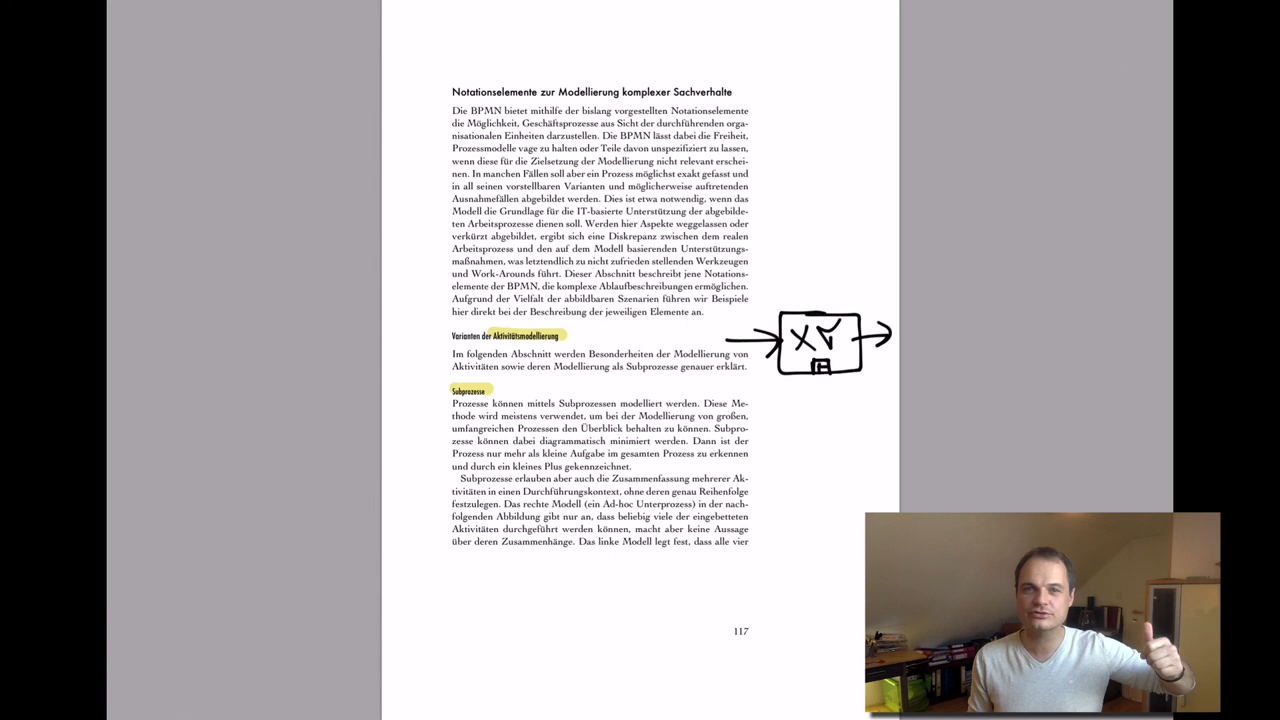 Notationselemente zur Modellierung komplexer Sachverhalte
Die BPMN bietet mithilfe der bislang vorgestellten Notationselemente
die Möglichkeit, Geschäftsprozesse aus Sicht der durchführenden orga-
nisationalen Einheiten darzustellen. Die BPMN lässt dabei die Freiheit,
Prozessmodelle vage zu halten oder Teile davon unspezifiziert zu lassen,
wenn diese für die Zielsetzung der Modellierung nicht relevant erschei-
nen. In manchen Fällen soll aber ein Prozess möglichst exakt gefasst und
in all seinen vorstellbaren Varianten und möglicherweise auftretenden
Ausnahmefällen abgebildet werden. Dies ist etwa notwendig, wenn das
Modell die Grundlage für die IT-basierte Unterstützung der abgebilde-
ten Arbeitsprozesse dienen soll. Werden hier Aspekte weggelassen oder
verkürzt abgebildet, ergibt sich eine Diskrepanz zwischen dem realen
Arbeitsprozess und den auf dem Modell basierenden Unterstützungs-
maßnahmen, was letztendlich zu nicht zufrieden stellenden Werkzeugen
und Work-Arounds führt. Dieser Abschnitt beschreibt jene Notations-
elemente der BPMN, die komplexe Ablaufbeschreibungen ermöglichen.
Aufgrund der Vielfalt der abbildbaren Szenarien führen wir Beispiele
hier direkt bei der Beschreibung der jeweiligen Elemente an.
Varianten der Aktivitätsmodellierung
Im folgenden Abschnitt werden Besonderheiten der Modellierung von
Aktivitäten sowie deren Modellierung als Subprozesse genauer erklärt.
Subprozesse
Prozesse können mittels Subprozessen modelliert werden. Diese Me-
thode wird meistens verwendet, um bei der Modellierung von großen,
umfangreichen Prozessen den Überblick behalten zu können. Subpro-
zesse können dabei diagrammatisch minimiert werden. Dann ist der
Prozess nur mehr als kleine Aufgabe im gesamten Prozess zu erkennen
und durch ein kleines Plus gekennzeichnet.
Subprozesse erlauben aber auch die Zusammenfassung mehrerer Ak-
tivitäten in einen Durchführungskontext, ohne deren genau Reihenfolge
festzulegen. Das rechte Modell (ein Ad-hoc Unterprozess) in der nach-
folgenden Abbildung gibt nur an, dass beliebig viele der eingebetteten
Aktivitäten durchgeführt werden können, macht aber keine Aussage
über deren Zusammenhänge. Das linke Modell legt fest, dass alle vier
117